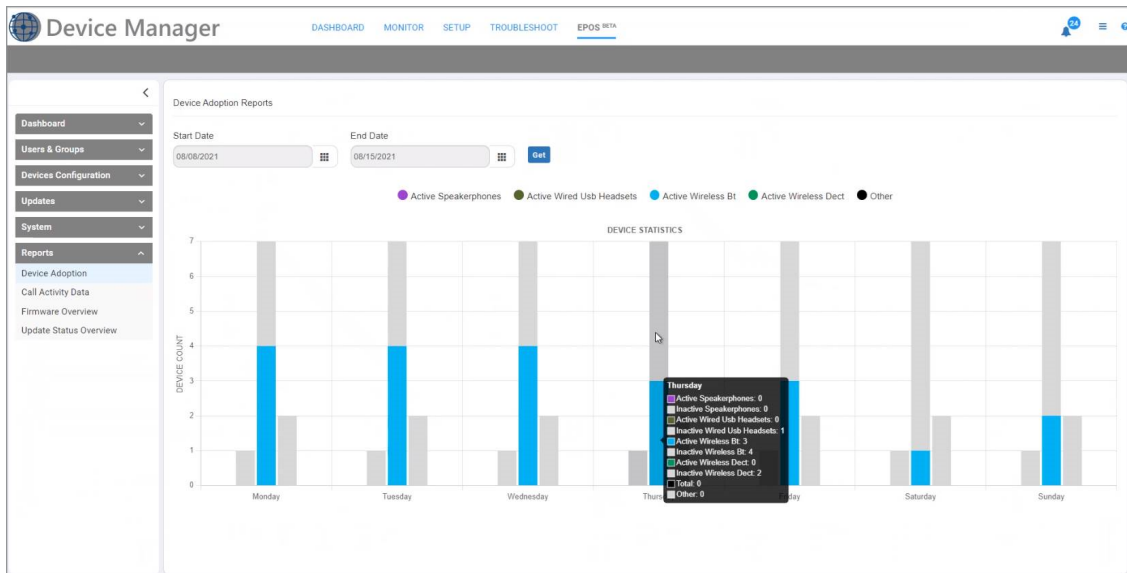 Device Manager
DASHBOARD MONITOR SETUP TROUBLESHOOT EPOS BETA
24
Device Adoption Reports
Dashboard
Users & Groups
Devices Configuration
Updates
System
Reports
Device Adoption
Call Activity Data
Firmware Overview
Update Status Overview
Start Date End Date
08/08/2021 08/15/2021 Get
Active Speakerphones Active Wired Usb Headsets Active Wireless Bt Active Wireless Dect Other
DEVICE STATISTICS
DEVICE COUNT
7
6
5
4
3
2
1
0
Thursday
Active Speakerphones: 0
Inactive Speakerphones: 0
Active Wired Usb Headsets: 0
Inactive Wired Usb Headsets: 1
Active Wireless Bt: 3
Inactive Wireless Bt: 4
Active Wireless Dect: 0
Inactive Wireless Dect: 2
Total: 0
Other: 0
Monday Tuesday Wednesday Thurs day Saturday Sunday